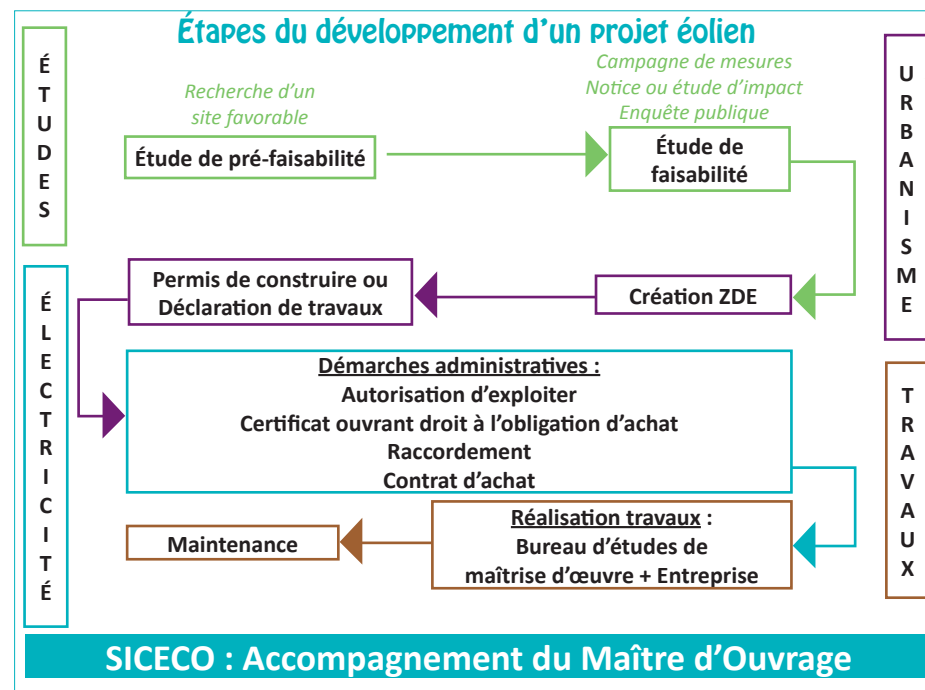 Étapes du développement d'un projet éolien
ÉTUDES
Recherche d'un
site favorable
Étude de pré-faisabilité
Campagne de mesures
Notice ou étude d'impact
Enquête publique
Étude de
faisabilité
URBANISME
Permis de construire ou
Déclaration de travaux
Création ZDE
ÉLECTRICITÉ
Démarches administratives :
Autorisation d'exploiter
Certificat ouvrant droit à l'obligation d'achat
Raccordement
Contrat d'achat
TRAVAUX
Maintenance
Réalisation travaux :
Bureau d'études de
maîtrise d'œuvre + Entreprise
SICECO : Accompagnement du Maître d'Ouvrage